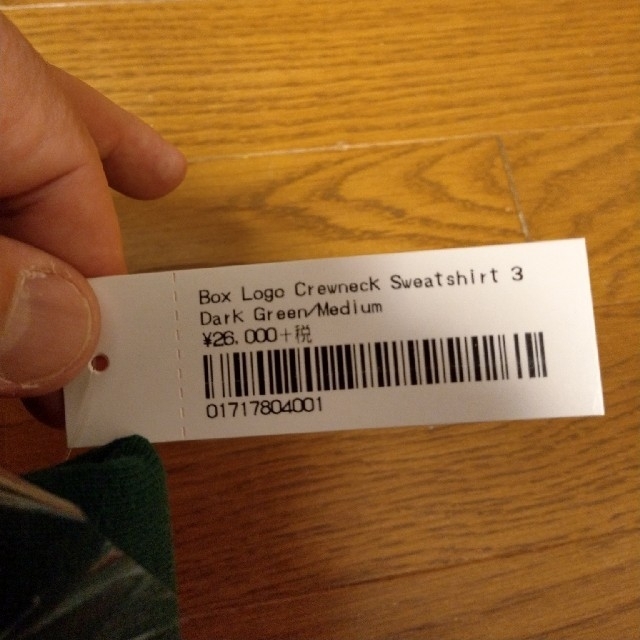 Box Logo Crewneck Sweatshirt 3
Dark Green/Medium
¥26,000+税
01717804001